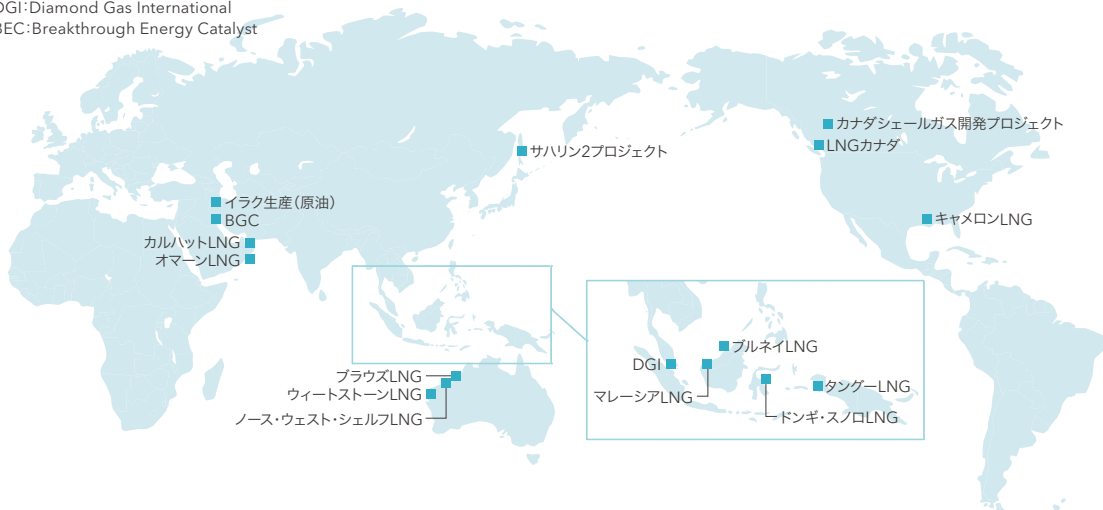 DGI：Diamond Gas International
BEC：Breakthrough Energy Catalyst
カナダシェールガス開発プロジェクト
LNGカナダ
サハリン2プロジェクト
イラク生産（原油）
BGC
キャメロンLNG
カルハットLNG
オマーンLNG
ブルネイLNG
DGI
マレーシアLNG
タングーLNG
ドンギ・スノロLNG
ブラウズLNG
ウィートストーンLNG
ノース・ウェスト・シェルフLNG